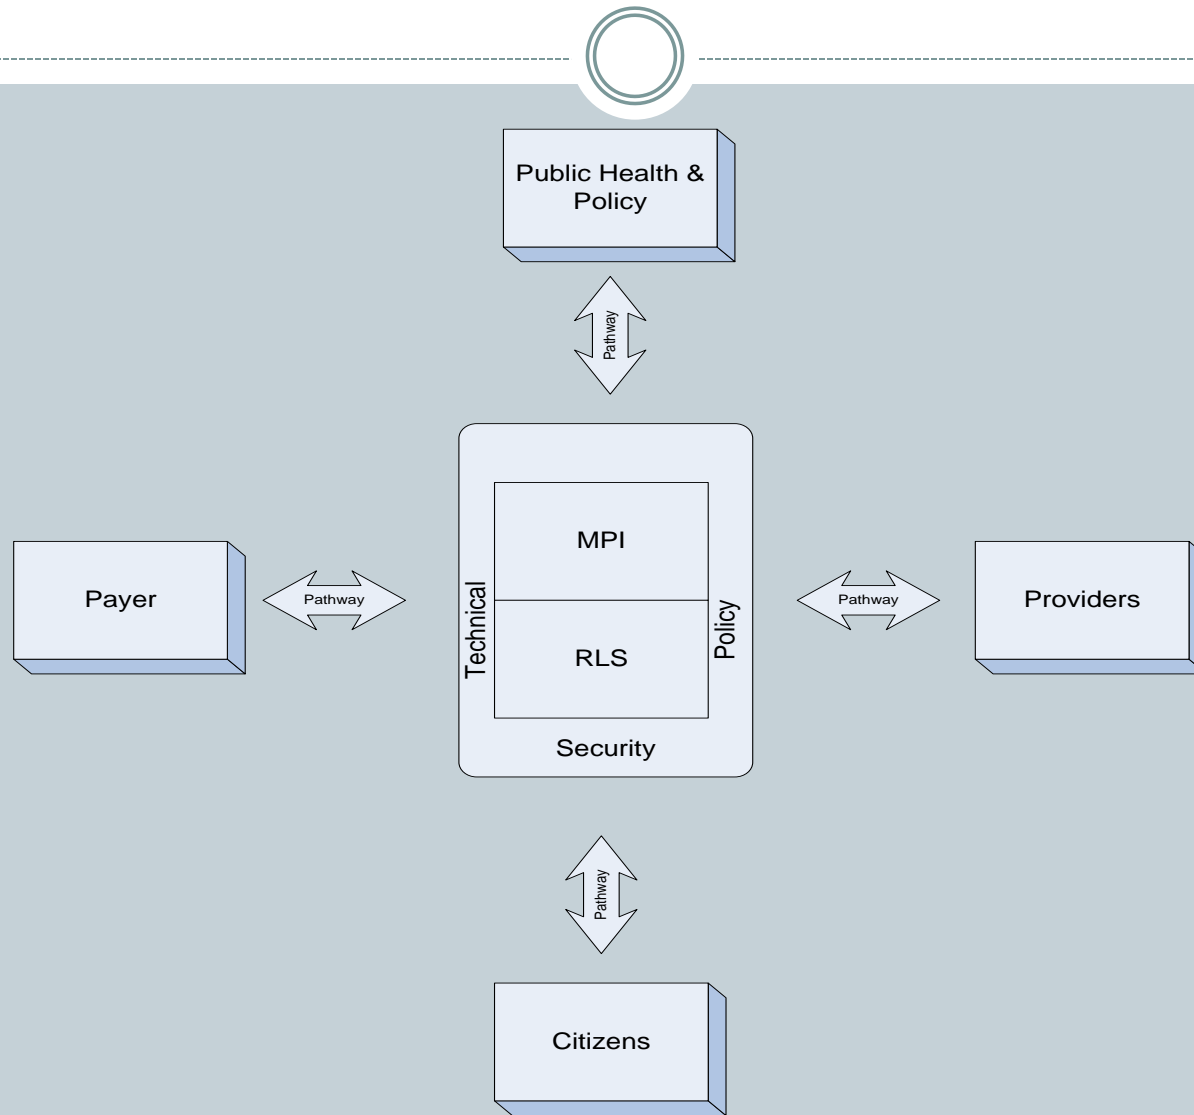 Public Health &
Policy
Pathway
MPI
Payer
Pathway
Technical
Policy
Pathway
Providers
RLS
Security
Pathway
Citizens